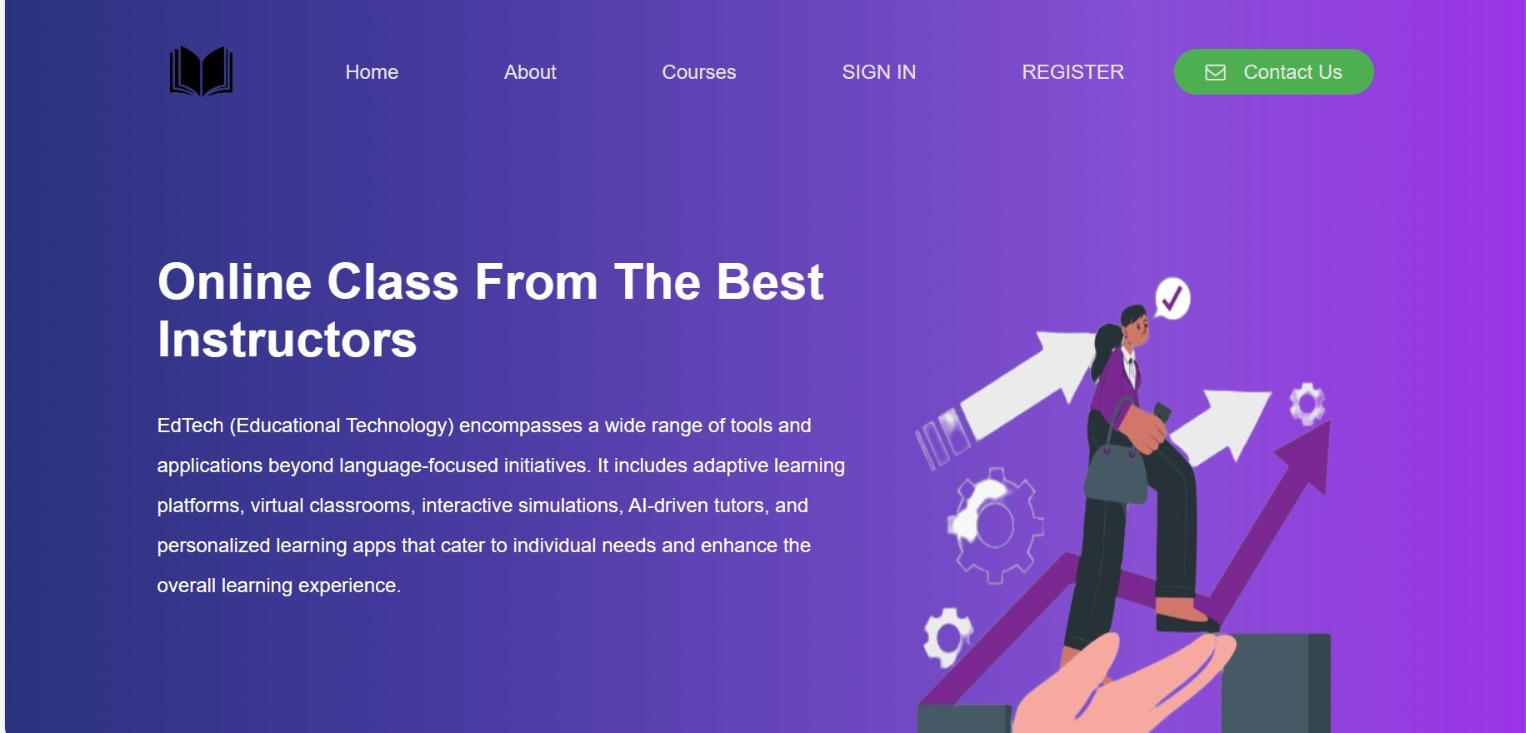 Home About Courses SIGN IN REGISTER Contact Us
Online Class From The Best
Instructors
EdTech (Educational Technology) encompasses a wide range of tools and
applications beyond language-focused initiatives. It includes adaptive learning
platforms, virtual classrooms, interactive simulations, AI-driven tutors, and
personalized learning apps that cater to individual needs and enhance the
overall learning experience.